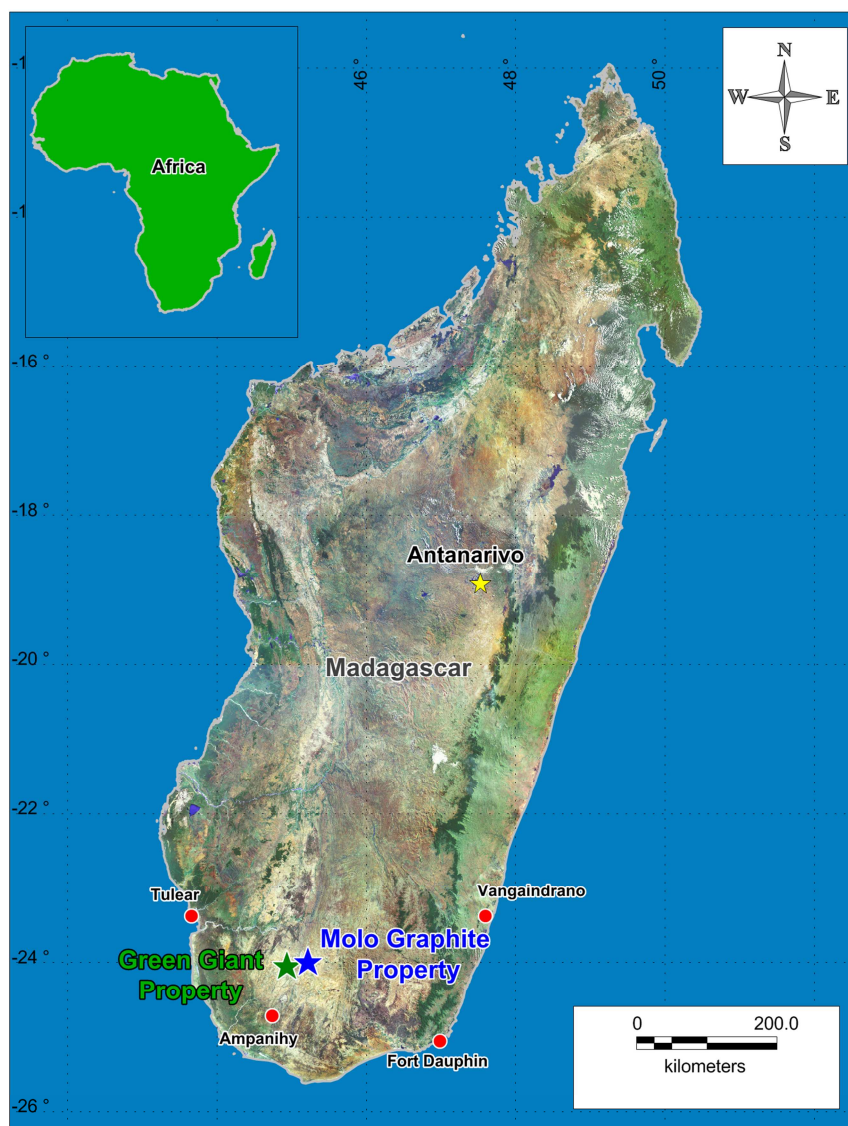 Africa
46
48
50
N
W E
S
-1
-1
-16 °
-18 °
Antanarivo
-20 °
Madagascar
-22 °
Tulear
Vangaindrano
-24 °
Green Giant
Property
Molo Graphite
Property
Ampanihy
Fort Dauphin
0 200.0
kilometers
-26 °